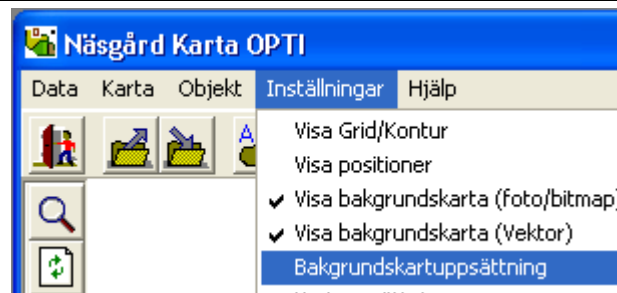 Näsgård Karta OPTI
Data Karta Objekt Inställningar Hjälp
Visa Grid/Kontur
Visa positioner
Visa bakgrundskarta (foto/bitmap)
Visa bakgrundskarta (Vektor)
Bakgrundskartuppsättning